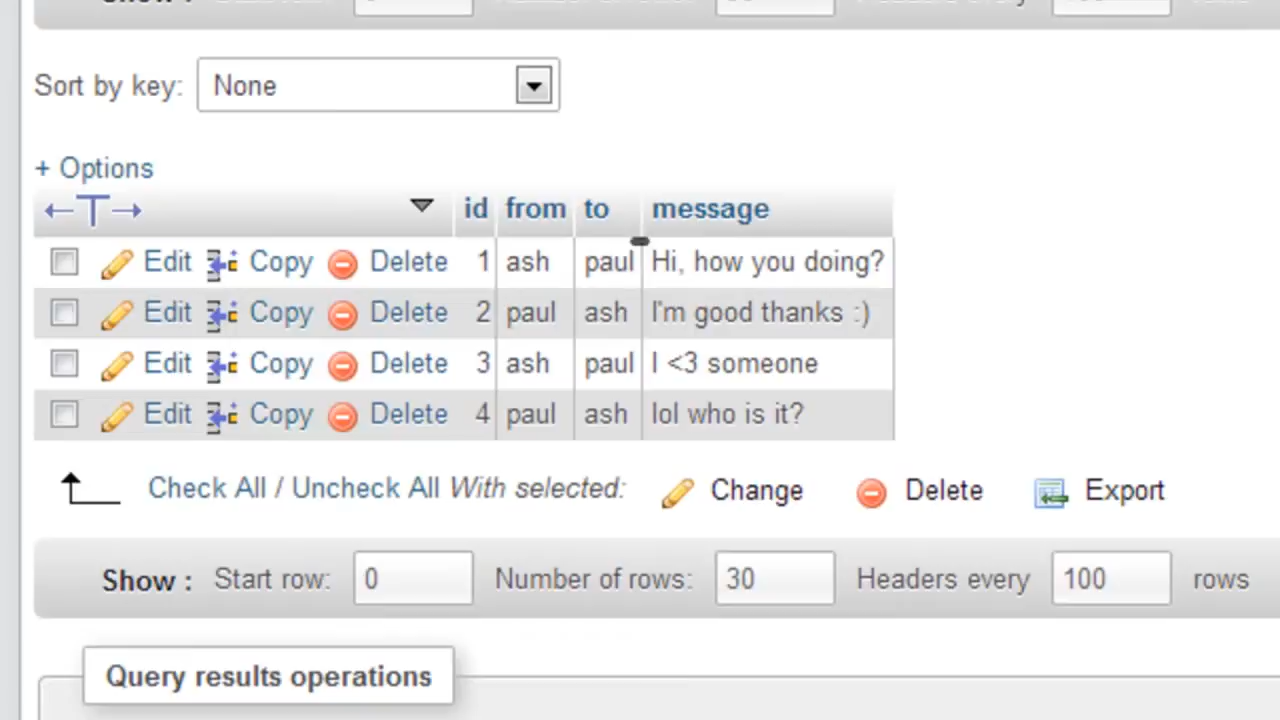 Sort by key: None
+ Options
id from to message
Edit Copy Delete 1 ash paul Hi, how you doing?
Edit Copy Delete 2 paul ash I'm good thanks :)
Edit Copy Delete 3 ash paul I <3 someone
Edit Copy Delete 4 paul ash lol who is it?
Check All / Uncheck All With selected: Change Delete Export
Show : Start row: 0 Number of rows: 30 Headers every 100 rows
Query results operations